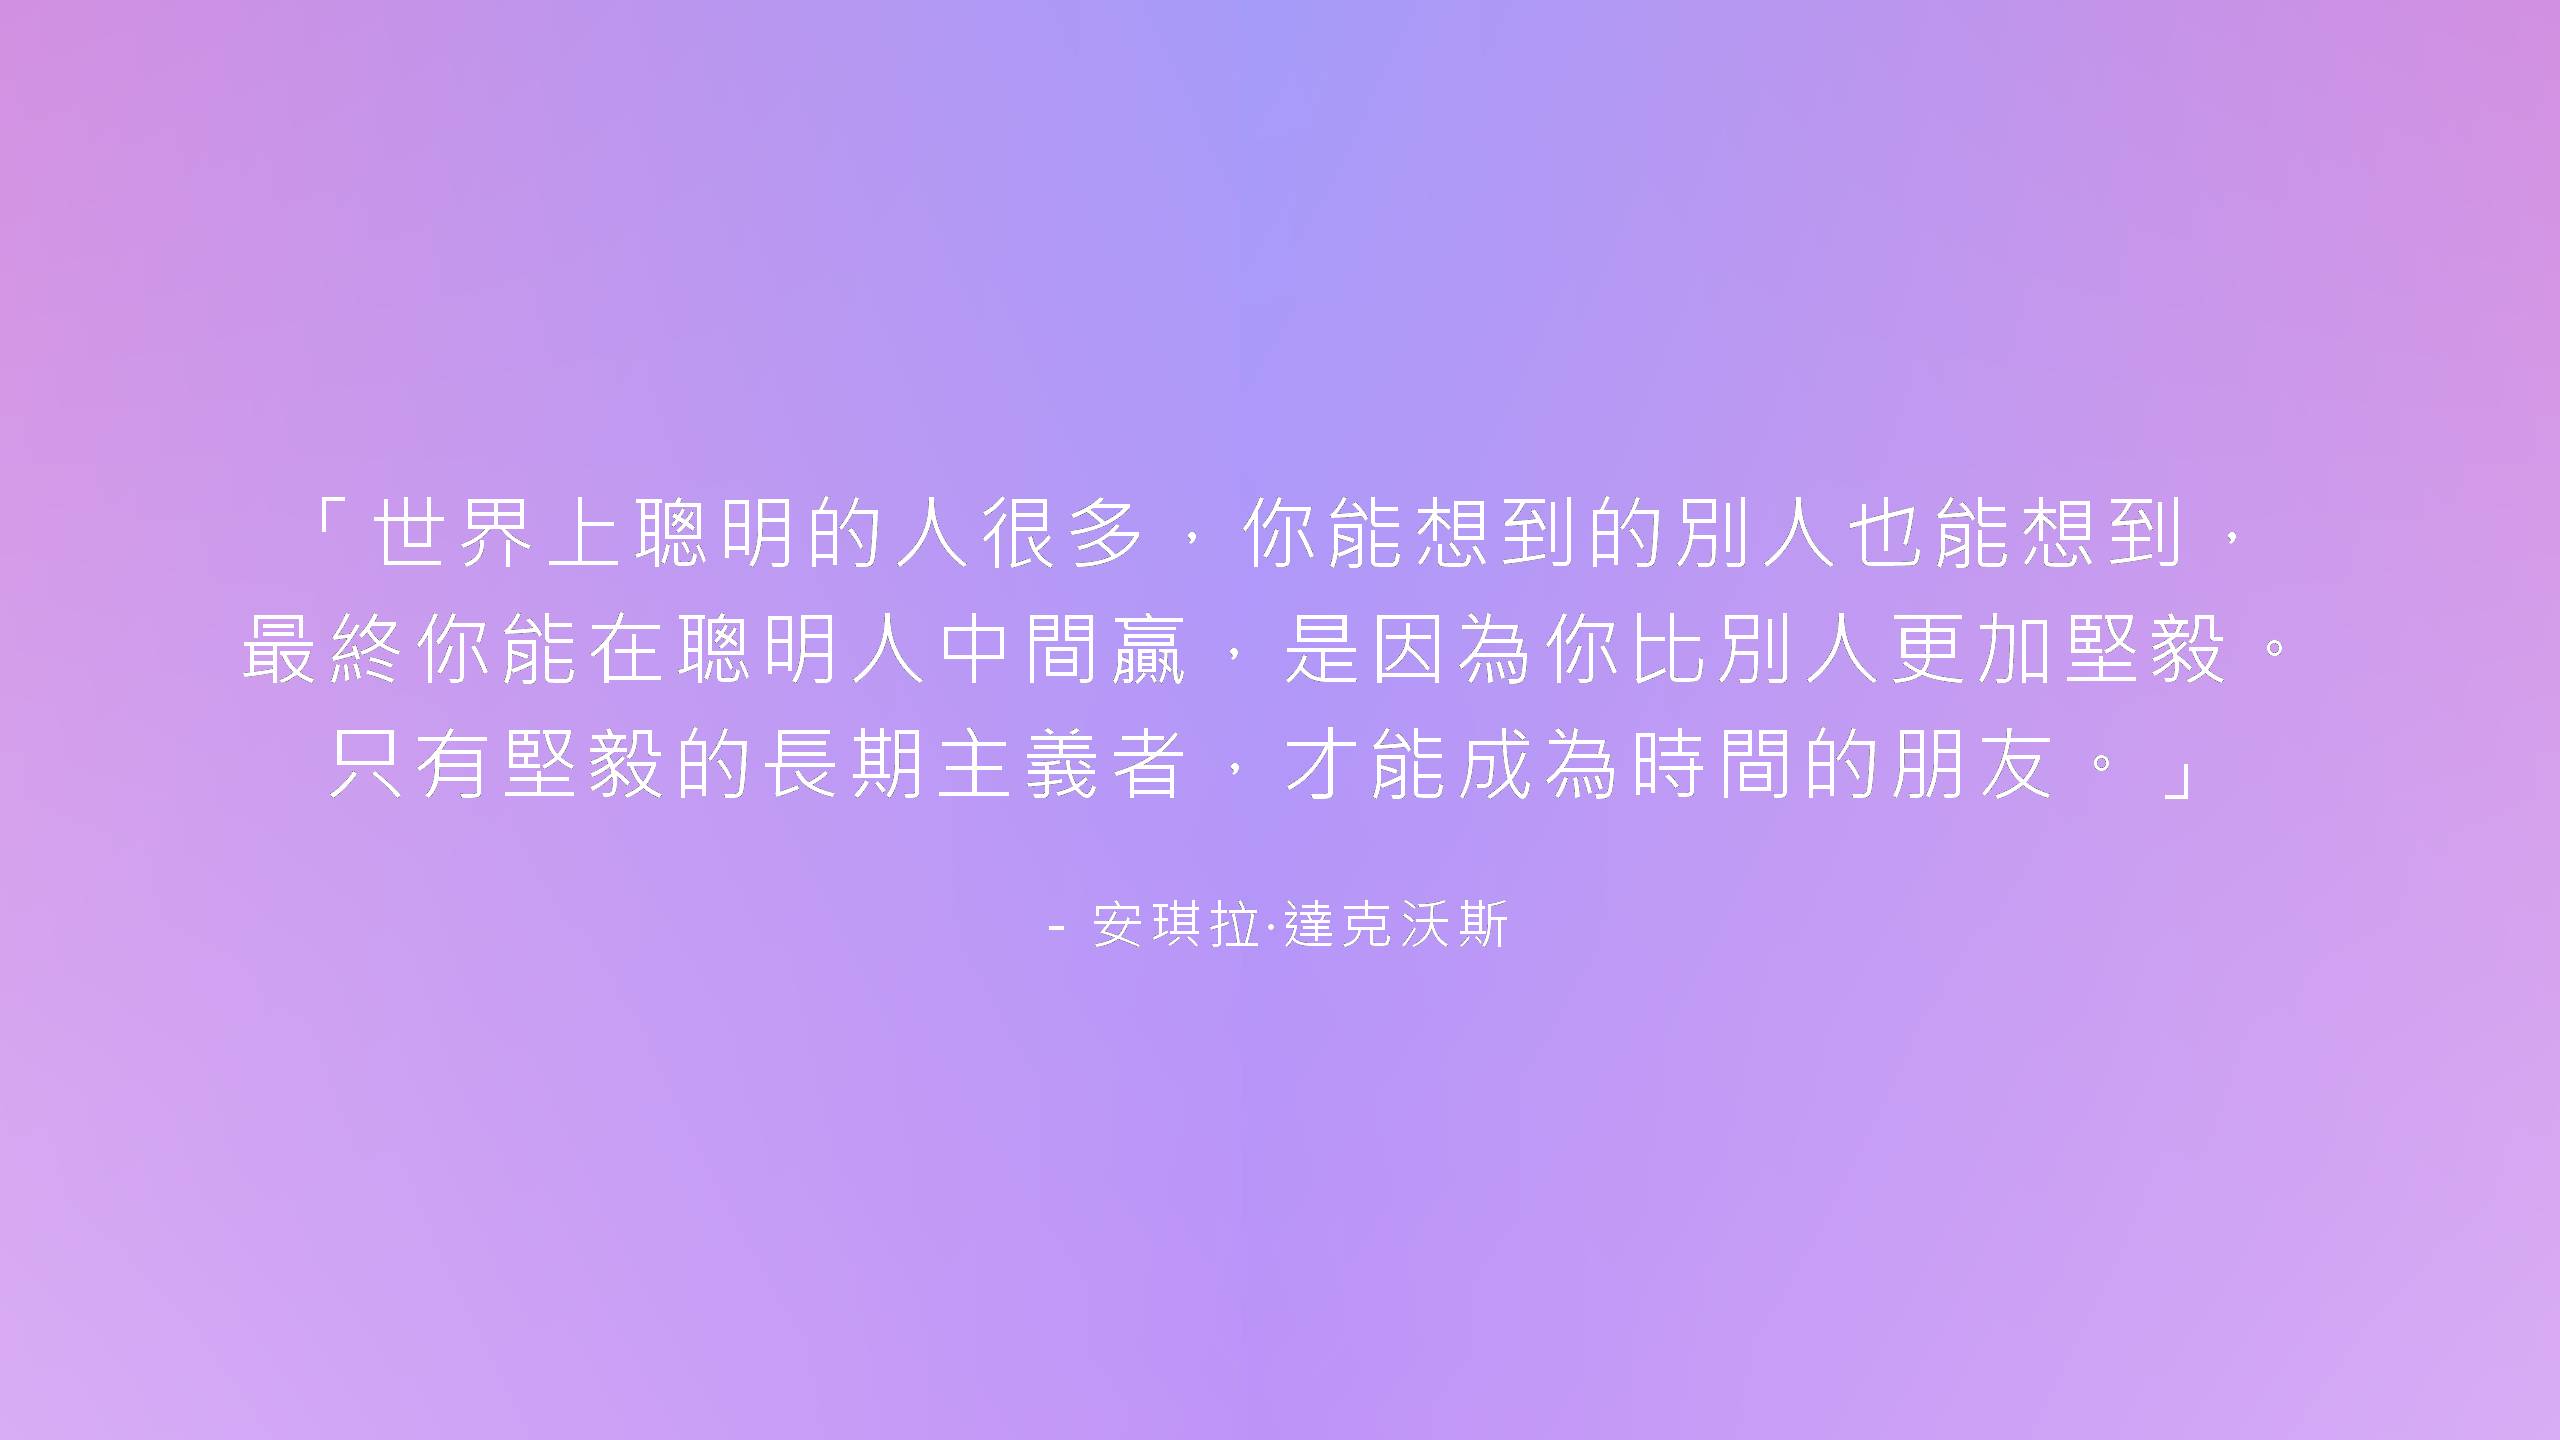 「世界上聰明的人很多，你能想到的別人也能想到，
最終你能在聰明人中間贏，是因為你比別人更加堅毅。
只有堅毅的長期主義者，才能成為時間的朋友。」
- 安琪拉·達克沃斯